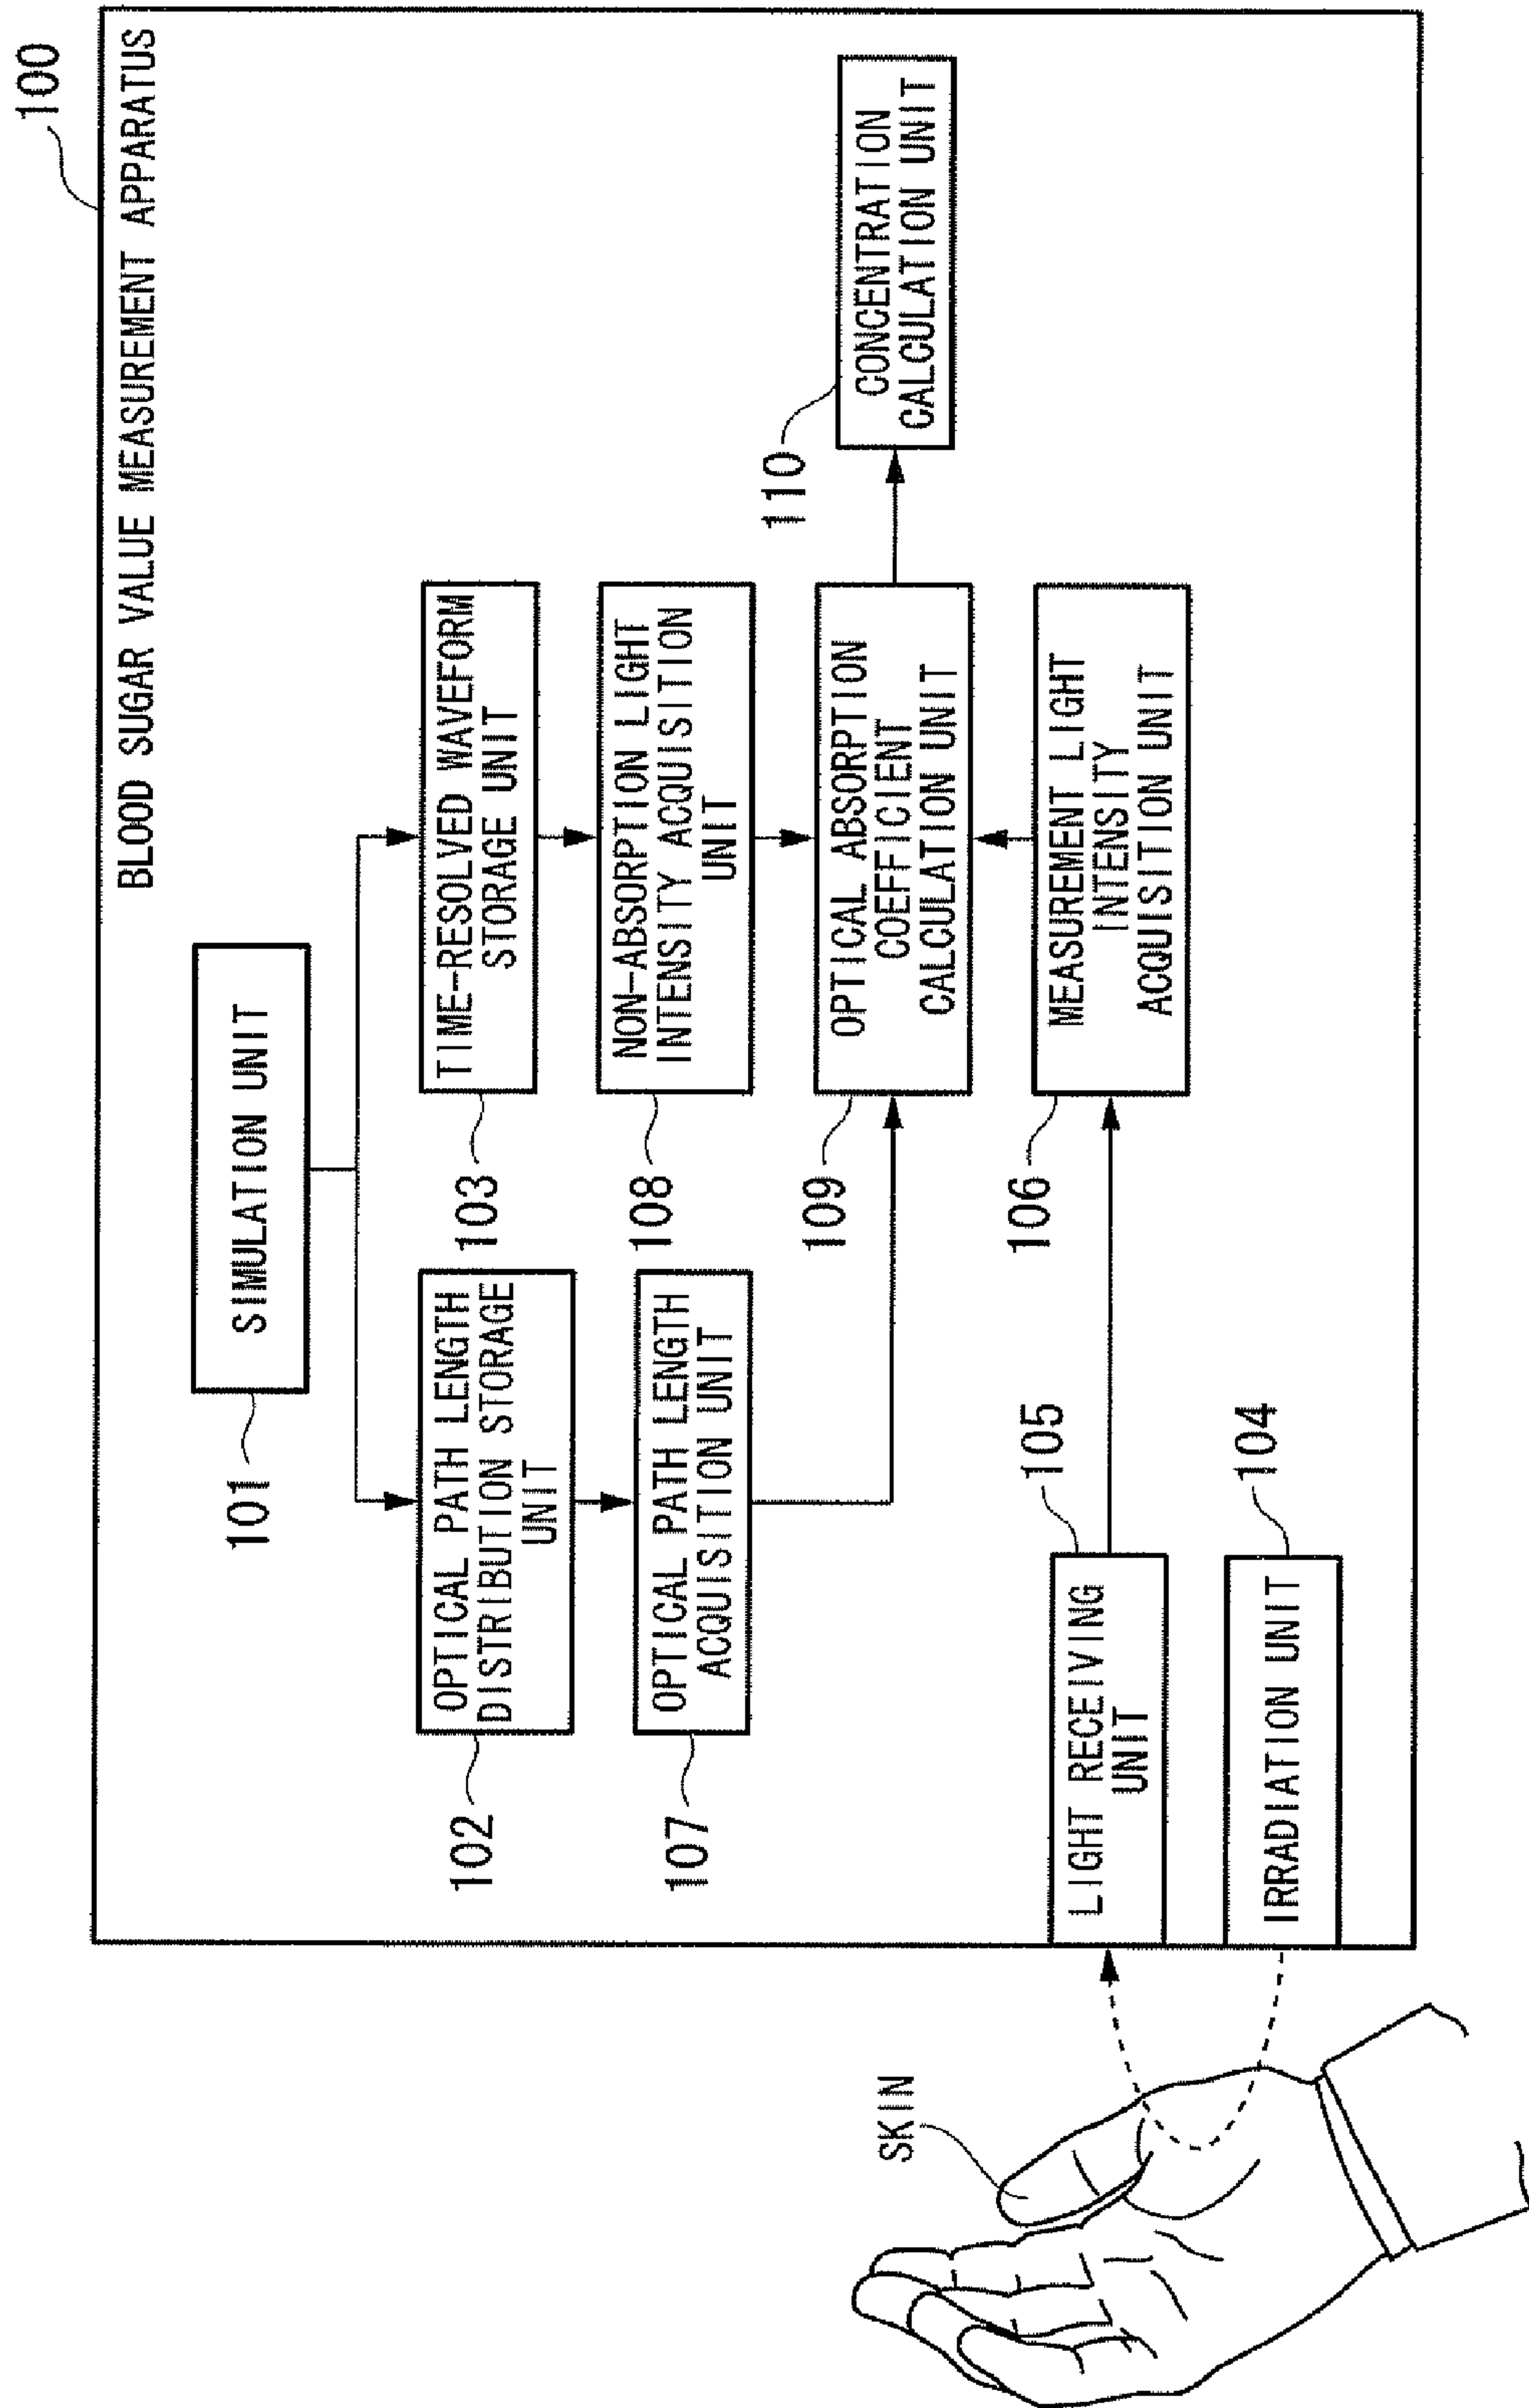 100
BLOOD SUGAR VALUE MEASUREMENT APPARATUS
SIMULATION UNIT
101
OPTICAL PATH LENGTH
DISTRIBUTION STORAGE
UNIT
102
TIME-RESOLVED WAVEFORM
STORAGE UNIT
103
OPTICAL PATH LENGTH
ACQUISITION UNIT
107
NON-ABSORPTION LIGHT
INTENSITY ACQUISITION
UNIT
108
OPTICAL ABSORPTION
COEFFICIENT
CALCULATION UNIT
109
CONCENTRATION
CALCULATION UNIT
110
SKIN
LIGHT RECEIVING
UNIT
105
MEASUREMENT LIGHT
INTENSITY
ACQUISITION UNIT
106
IRRADIATION UNIT
104